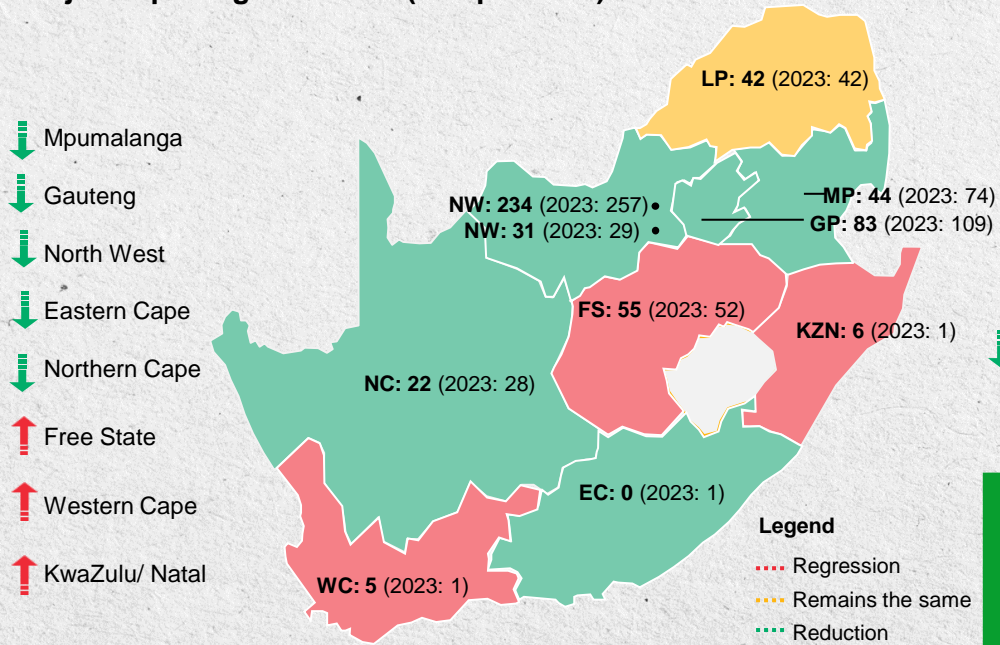 Mpumalanga
Gauteng
North West
Eastern Cape
Northern Cape
Free State
Western Cape
KwaZulu/ Natal
LP: 42 (2023: 42)
MP: 44 (2023: 74)
NW: 234 (2023: 257)
GP: 83 (2023: 109)
NW: 31 (2023: 29)
FS: 55 (2023: 52)
KZN: 6 (2023: 1)
NC: 22 (2023: 28)
EC: 0 (2023: 1)
WC: 5 (2023: 1)
Legend
Regression
Remains the same
Reduction